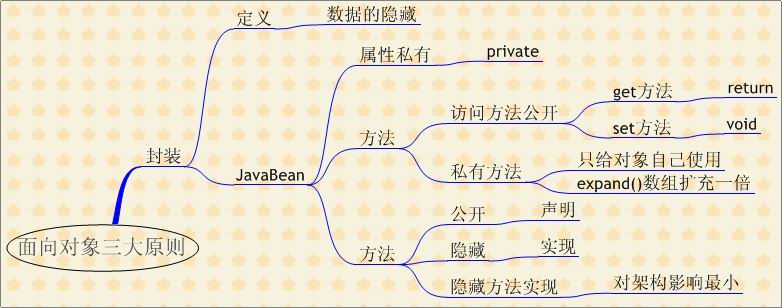 面向对象三大原则
封装
定义
数据的隐藏
JavaBean
属性私有
private
方法
访问方法公开
get方法
return
set方法
void
私有方法
只给对象自己使用
expand()数组扩充一倍
方法
公开
声明
隐藏
实现
隐藏方法实现
对架构影响最小